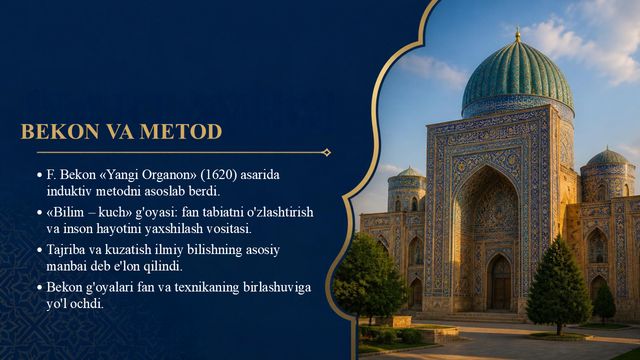 BEKON VA METOD
• F. Bekon «Yangi Organon» (1620) asarida
induktiv metodni asoslab berdi.
• «Bilim – kuch» g'oyasi: fan tabiatni o'zlashtirish
va inson hayotini yaxshilash vositasi.
• Tajriba va kuzatish ilmiy bilishning asosiy
manbai deb e'lon qilindi.
• Bekon g'oyalari fan va texnikaning birlashuviga
yo'l ochdi.